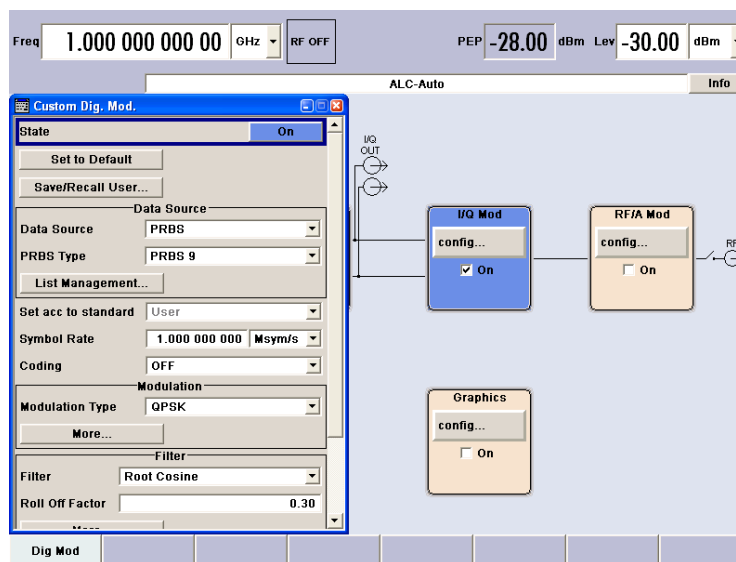 Freq 1.000 000 000 00 GHz RF OFF PEP -28.00 dBm Lev -30.00 dBm
ALC-Auto Info
Custom Dig. Mod.
State On
Set to Default
Save/Recall User...
Data Source
Data Source PRBS
PRBS Type PRBS 9
List Management...
Set acc to standard User
Symbol Rate 1.000 000 000 Msym/s
Coding OFF
Modulation
Modulation Type QPSK
More...
Filter
Filter Root Cosine
Roll Off Factor 0.30
I/Q
OUT
I/Q Mod
config...
On
RF/A Mod
config...
On
RF
Graphics
config...
On
Dig Mod